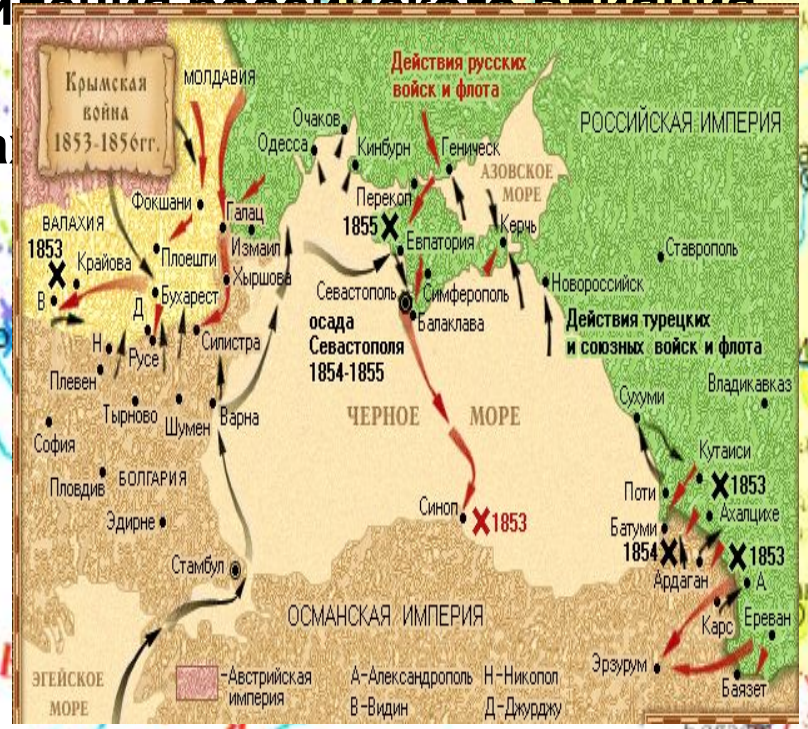 российского влияния
Крымская
война
1853-1856гг.
МОЛДАВИЯ
Действия русских
войск и флота
РОССИЙСКАЯ ИМПЕРИЯ
Очаков
Одесса
Кинбурн
Геническ
АЗОВСКОЕ
МОРЕ
Перекоп
Фокшани
Галац
1855
Евпатория
Керчь
ВАЛАХИЯ
1853
Измаил
Плоешти
Крайова
Хыршова
Ставрополь
В
Бухарест
Севастополь
Симферополь
Новороссийск
Д
Балаклава
осада
Севастополя
1854-1855
Действия турецких
и союзных войск и флота
Н
Русе
Силистра
Плевен
Владикавказ
Сухуми
Тырново
Шумен
Варна
ЧЕРНОЕ МОРЕ
София
Кутаиси
Пловдив
БОЛГАРИЯ
1853
Поти
Синоп
1853
Ахалцихе
Эдирне
Батуми
1854
1853
Стамбул
Ардаган
А
ОСМАНСКАЯ ИМПЕРИЯ
Карс
Ереван
Эрзурум
Баязет
ЭГЕЙСКОЕ
МОРЕ
-Австрийская
империя
А-Александрополь
В-Видин
Н-Никопол
Д-Джурджу